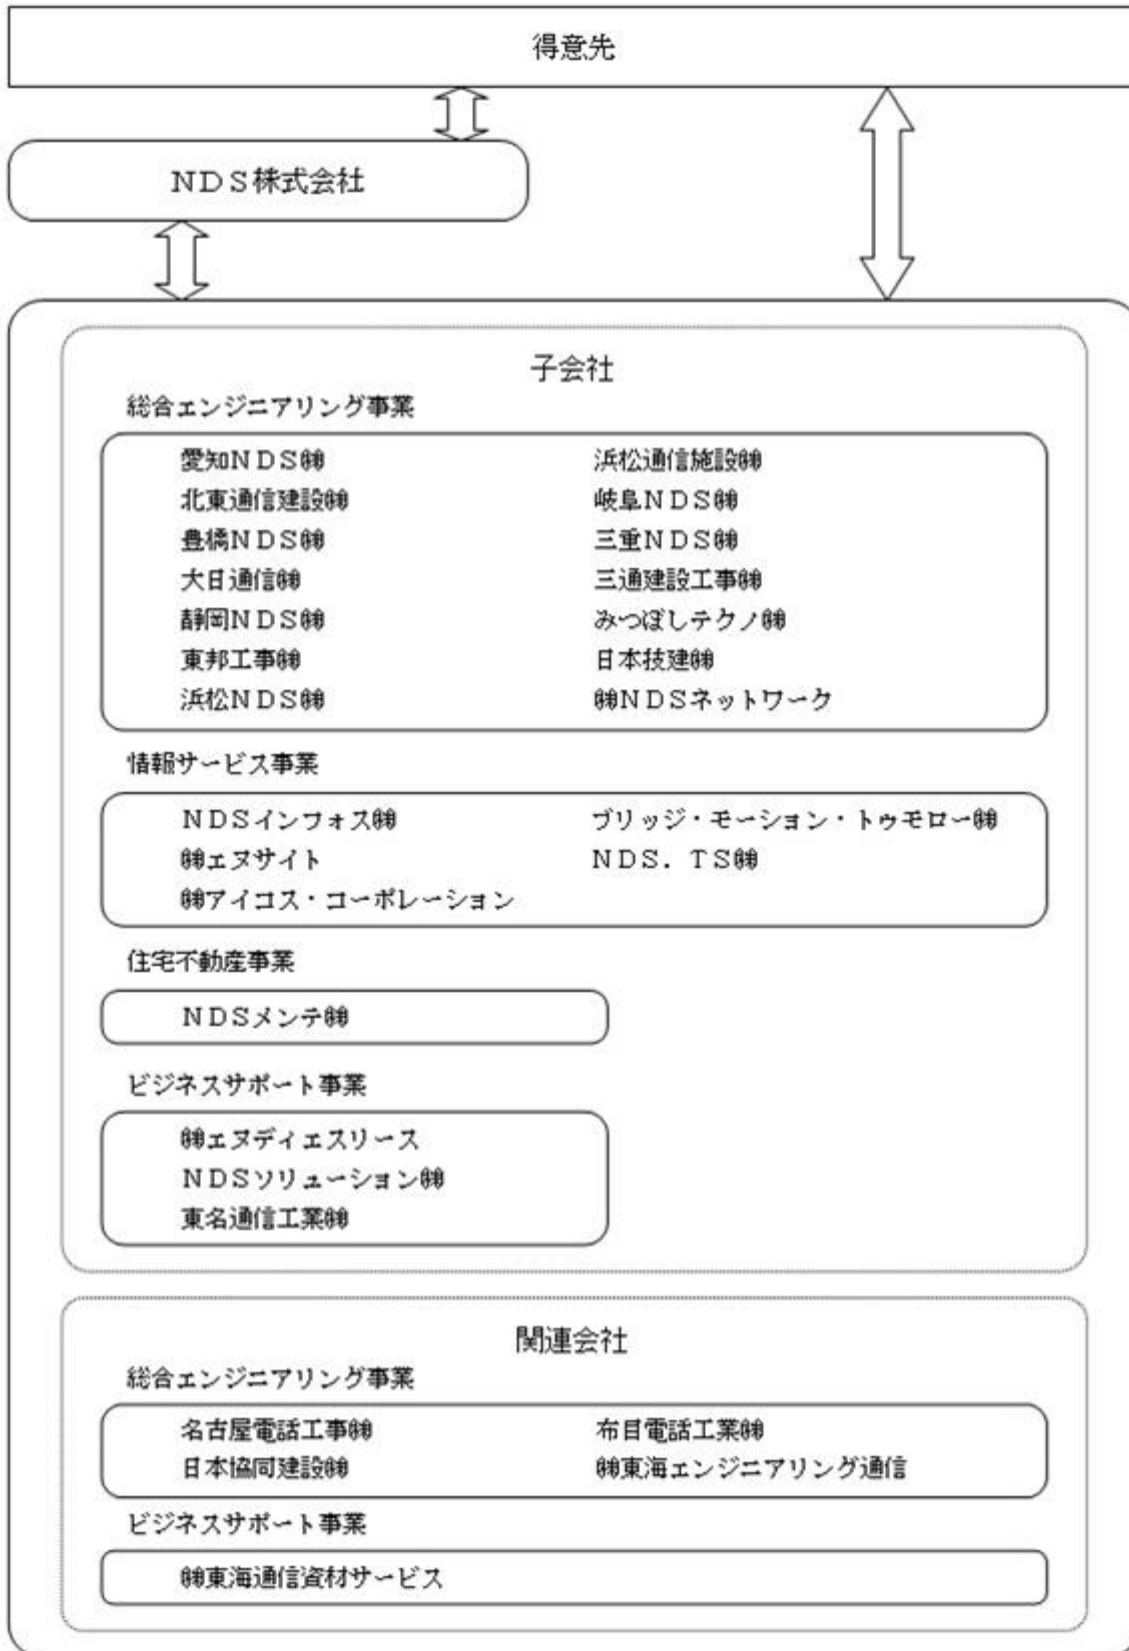 得意先
ＮＤＳ株式会社
子会社
総合エンジニアリング事業
愛知ＮＤＳ㈱
浜松通信施設㈱
北東通信建設㈱
岐阜ＮＤＳ㈱
豊橋ＮＤＳ㈱
三重ＮＤＳ㈱
大日通信㈱
三通建設工事㈱
静岡ＮＤＳ㈱
みつぼしテクノ㈱
東邦工事㈱
日本技建㈱
浜松ＮＤＳ㈱
㈱ＮＤＳネットワーク
情報サービス事業
ＮＤＳインフォス㈱
ブリッジ・モーション・トゥモロー㈱
㈱エヌサイト
ＮＤＳ．ＴＳ㈱
㈱アイコス・コーポレーション
住宅不動産事業
ＮＤＳメンテ㈱
ビジネスサポート事業
㈱エヌディエスリース
ＮＤＳソリューション㈱
東名通信工業㈱
関連会社
総合エンジニアリング事業
名古屋電話工事㈱
布目電話工業㈱
日本協同建設㈱
㈱東海エンジニアリング通信
ビジネスサポート事業
㈱東海通信資材サービス